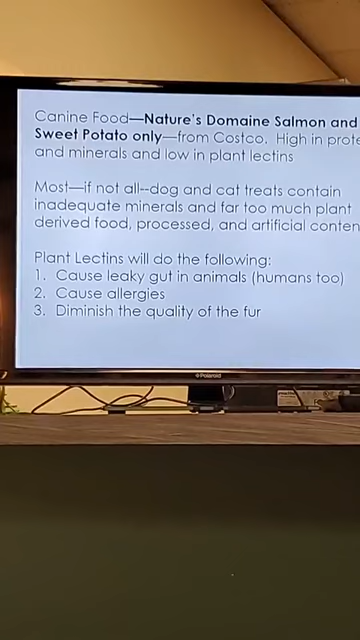 Canine Food—Nature's Domaine Salmon and
Sweet Potato only—from Costco. High in prote
and minerals and low in plant lectins
Most—if not all--dog and cat treats contain
inadequate minerals and far too much plant
derived food, processed, and artificial conten
Plant Lectins will do the following:
1. Cause leaky gut in animals (humans too)
2. Cause allergies
3. Diminish the quality of the fur
Polaroid